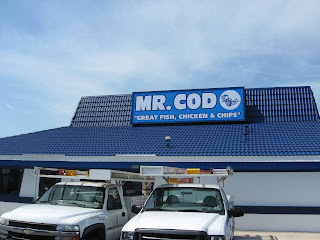 MR. COD
"GREAT FISH, CHICKEN & CHIPS"